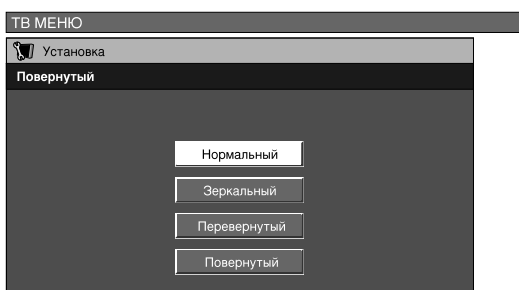 ТВ МЕНЮ
Установка
Повернутый
Нормальный
Зеркальный
Перевернутый
Повернутый